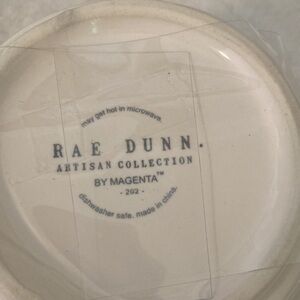 may get hot in microwave.
RAE DUNN.
ARTISAN COLLECTION
BY MAGENTA™
- 202 -
dishwasher safe. made in china.